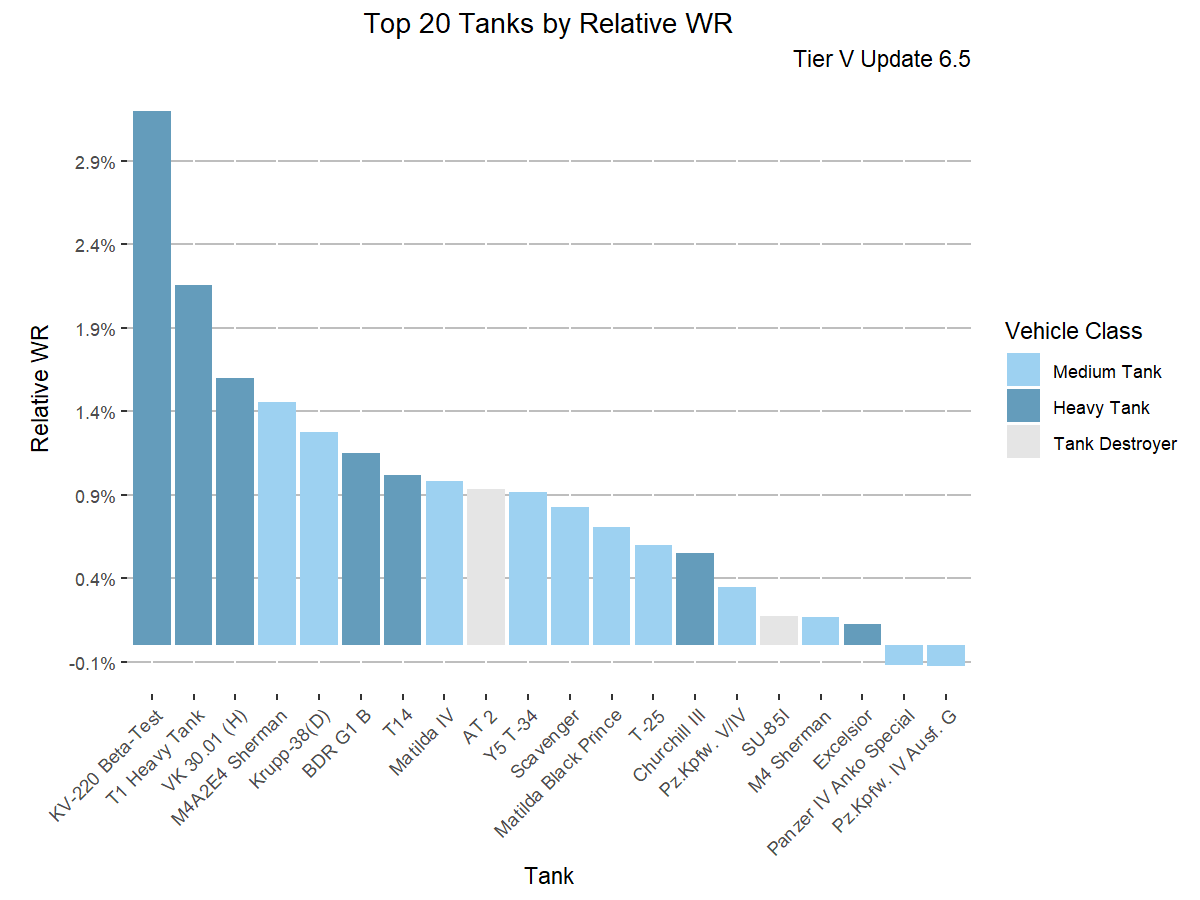 Top 20 Tanks by Relative WR
Tier V Update 6.5
Relative WR
2.9%
2.4%
1.9%
1.4%
0.9%
0.4%
-0.1%
KV-220 Beta-Test
T1 Heavy Tank
VK 30.01 (H)
M4A2E4 Sherman
Krupp-38(D)
BDR G1 B
T14
Matilda IV
AT 2
Y5 T-34
Scavenger
Matilda Black Prince
T-25
Churchill III
Pz.Kpfw. V/IV
SU-85I
M4 Sherman
Excelsior
Panzer IV Anko Special
Pz.Kpfw. IV Ausf. G
Tank
Vehicle Class
Medium Tank
Heavy Tank
Tank Destroyer